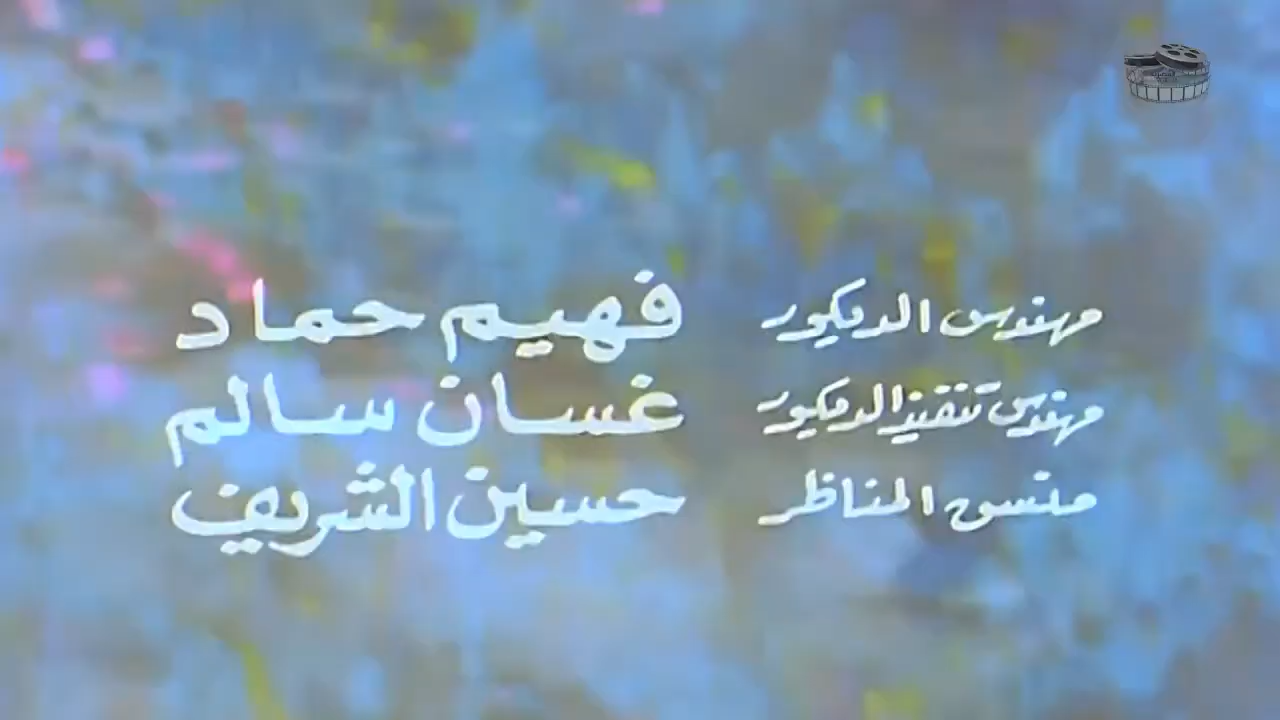 مهندس الديكور فهيم حماد
مهندس تنفيذ الديكور غسان سالم
منسق المناظر حسين الشريف